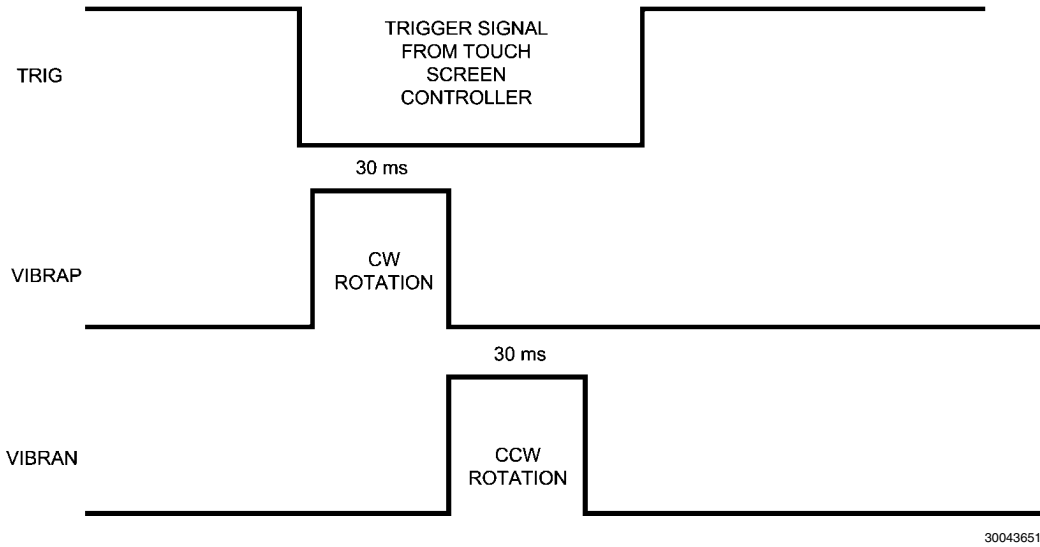 TRIG
TRIGGER SIGNAL
FROM TOUCH
SCREEN
CONTROLLER
30 ms
VIBRAP
CW
ROTATION
30 ms
VIBRAN
CCW
ROTATION
30043651